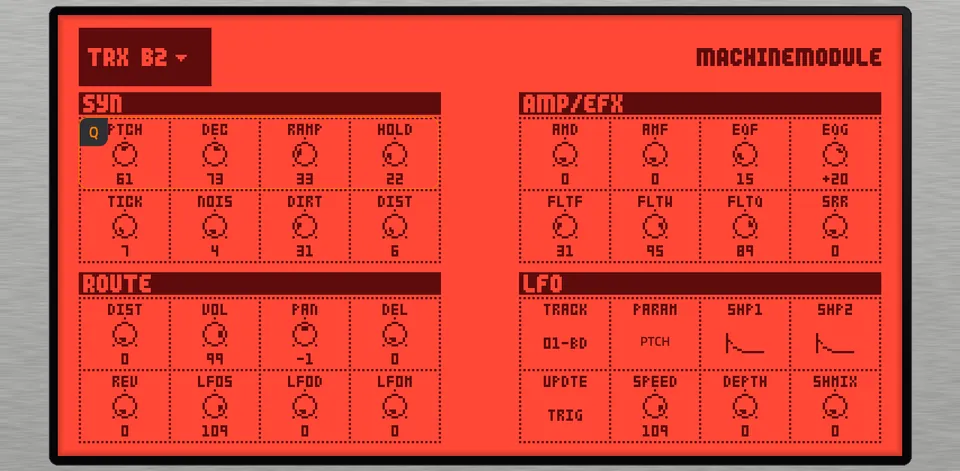 TRX B2
MACHINEMODULE
SYN
Q
PTCH DEC RAMP HOLD
61 73 33 22
TICK NOIS DIRT DIST
7 4 31 6
AMP/EFX
AMD AMF EQF EQG
0 0 15 +20
FLTF FLTW FLTQ SRR
31 95 89 0
ROUTE
DIST VOL PAN DEL
0 99 -1 0
REV LFOS LFOD LFOM
0 109 0 0
LFO
TRACK PARAM SHP1 SHP2
01-BD PTCH
UPDTE SPEED DEPTH SHMIX
TRIG
109 0 0